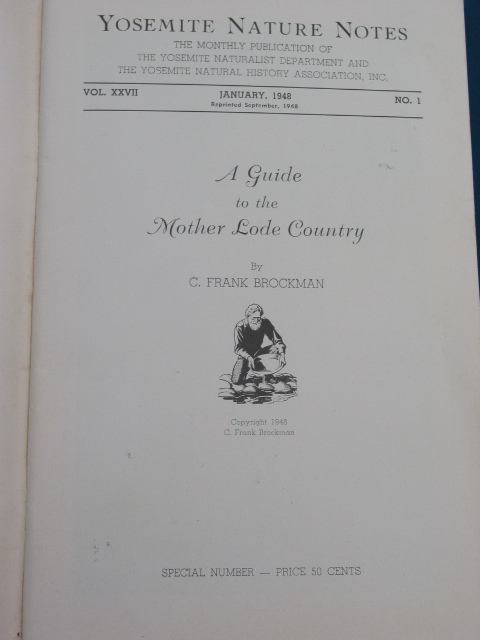 YOSEMITE NATURE NOTES
THE MONTHLY PUBLICATION OF
THE YOSEMITE NATURALIST DEPARTMENT AND
THE YOSEMITE NATURAL HISTORY ASSOCIATION, INC.
VOL. XXVII JANUARY, 1948 NO. 1
Reprinted September, 1948
A Guide
to the
Mother Lode Country
By
C. FRANK BROCKMAN
Copyright 1948
C. Frank Brockman
SPECIAL NUMBER — PRICE 50 CENTS